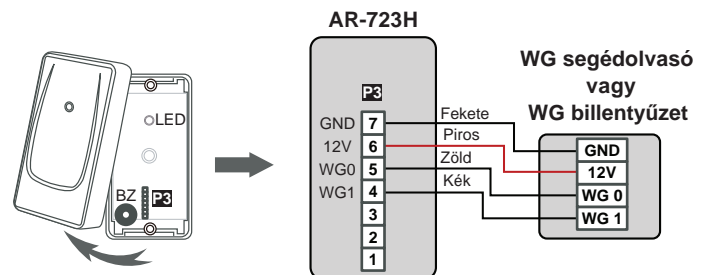 AR-723H
WG segédolvasó
vagy
WG billentyűzet
LED
BZ P3
P3
GND 7 Fekete
12V 6 Piros
WG0 5 Zöld
WG1 4 Kék
3
2
1
GND
12V
WG 0
WG 1